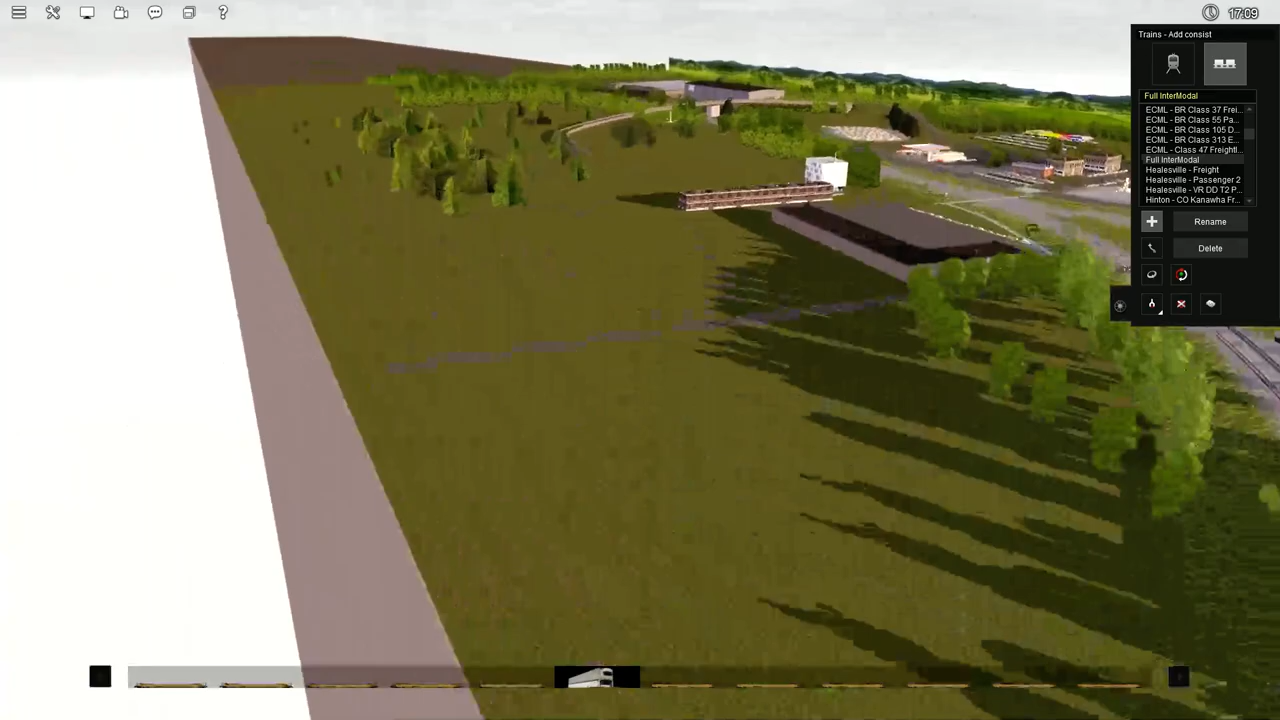 17:09
Trains - Add consist
Full InterModal
ECML - BR Class 37 Frei...
ECML - BR Class 55 Pa...
ECML - BR Class 105 D...
ECML - BR Class 313 E...
ECML - Class 47 Freightl...
Full InterModal
Healesville - Freight
Healesville - Passenger 2
Healesville - VR DD T2 P...
Hinton - CO Kanawha Fr...
Rename
Delete